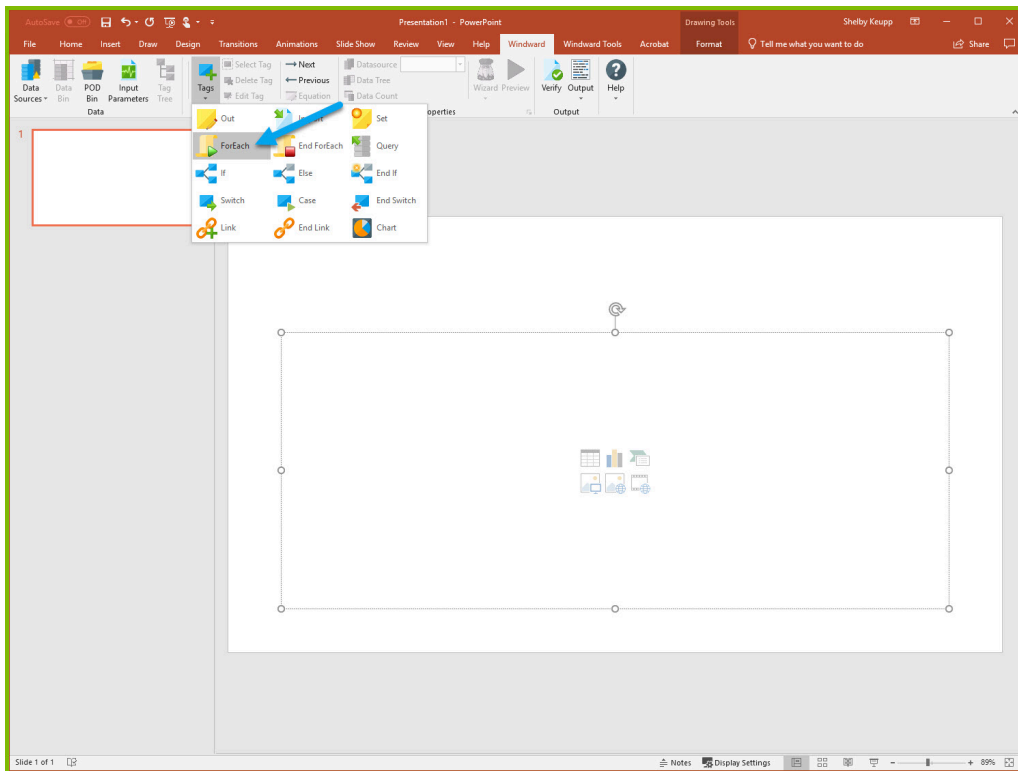 AutoSave Off Presentation1 - PowerPoint Drawing Tools Shelby Keupp
File Home Insert Draw Design Transitions Animations Slide Show Review View Help Windward Windward Tools Acrobat Format Tell me what you want to do Share
Select Tag Next Datasource
Delete Tag Previous Data Tree
Edit Tag Equation Data Count
Data Sources Data Bin POD Bin Input Parameters Tag Tree Tags Wizard Preview Verify Output Help
Data Output
Out Set
ForEach End ForEach Query
If Else End If
Switch Case End Switch
Link End Link Chart
1
Slide 1 of 1 Notes Display Settings 89%